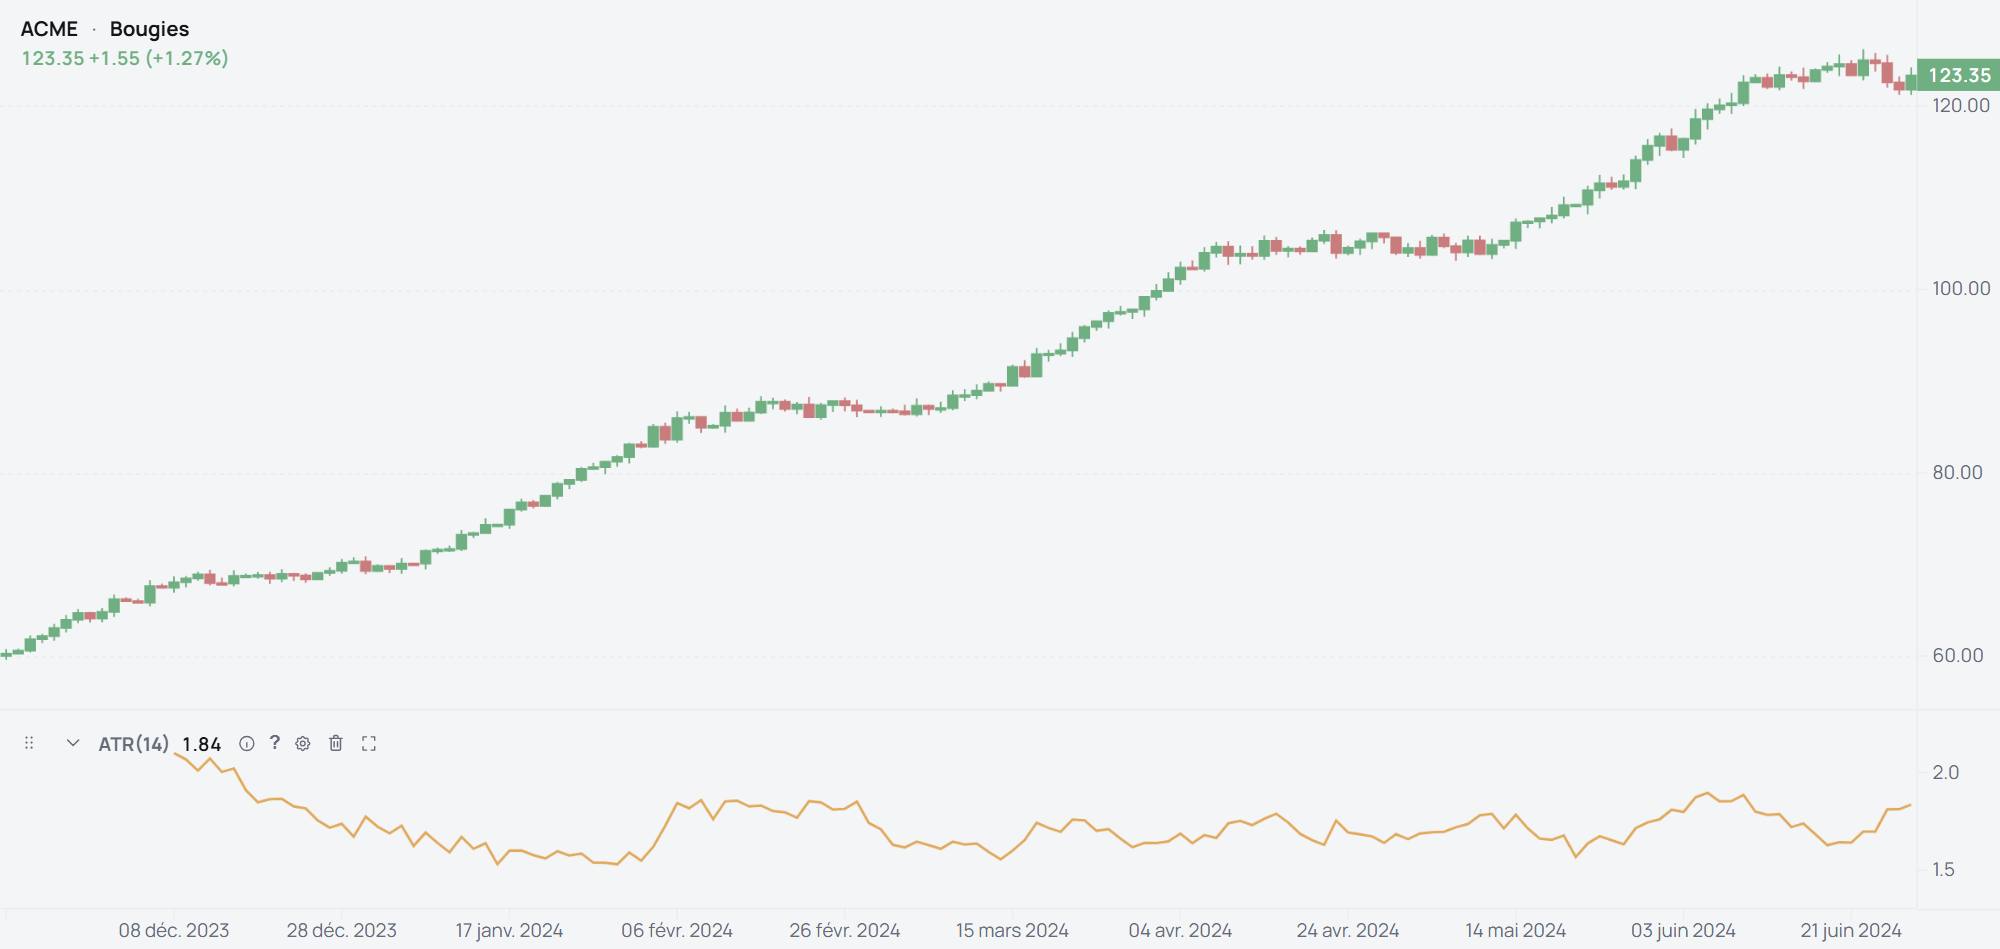 ACME · Bougies
123.35 +1.55 (+1.27%)
123.35
120.00
100.00
80.00
60.00
ATR(14) 1.84
2.0
1.5
08 déc. 2023 28 déc. 2023 17 janv. 2024 06 févr. 2024 26 févr. 2024 15 mars 2024 04 avr. 2024 24 avr. 2024 14 mai 2024 03 juin 2024 21 juin 2024